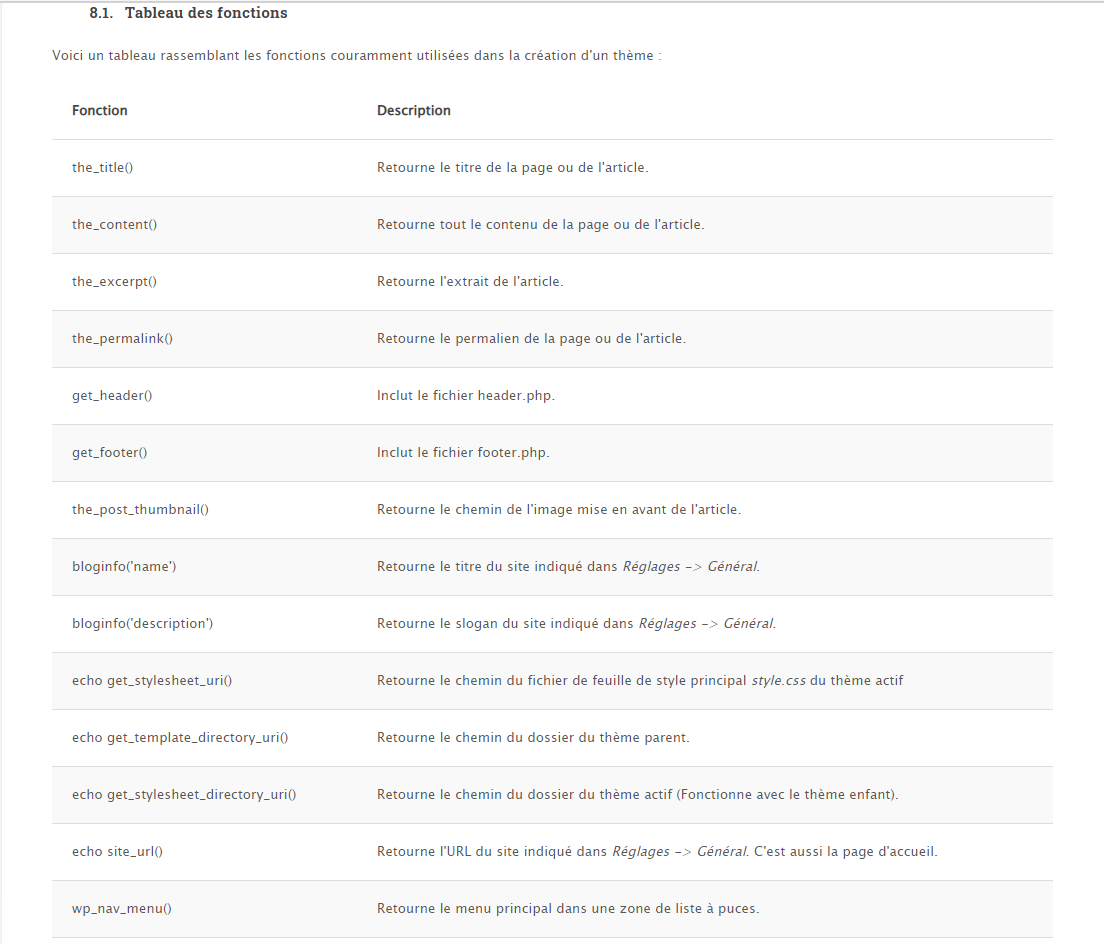 8.1. Tableau des fonctions
Voici un tableau rassemblant les fonctions couramment utilisées dans la création d'un thème :
Fonction Description
the_title() Retourne le titre de la page ou de l'article.
the_content() Retourne tout le contenu de la page ou de l'article.
the_excerpt() Retourne l'extrait de l'article.
the_permalink() Retourne le permalien de la page ou de l'article.
get_header() Inclut le fichier header.php.
get_footer() Inclut le fichier footer.php.
the_post_thumbnail() Retourne le chemin de l'image mise en avant de l'article.
bloginfo('name') Retourne le titre du site indiqué dans Réglages -> Général.
bloginfo('description') Retourne le slogan du site indiqué dans Réglages -> Général.
echo get_stylesheet_uri() Retourne le chemin du fichier de feuille de style principal style.css du thème actif
echo get_template_directory_uri() Retourne le chemin du dossier du thème parent.
echo get_stylesheet_directory_uri() Retourne le chemin du dossier du thème actif (Fonctionne avec le thème enfant).
echo site_url() Retourne l'URL du site indiqué dans Réglages -> Général. C'est aussi la page d'accueil.
wp_nav_menu() Retourne le menu principal dans une zone de liste à puces.